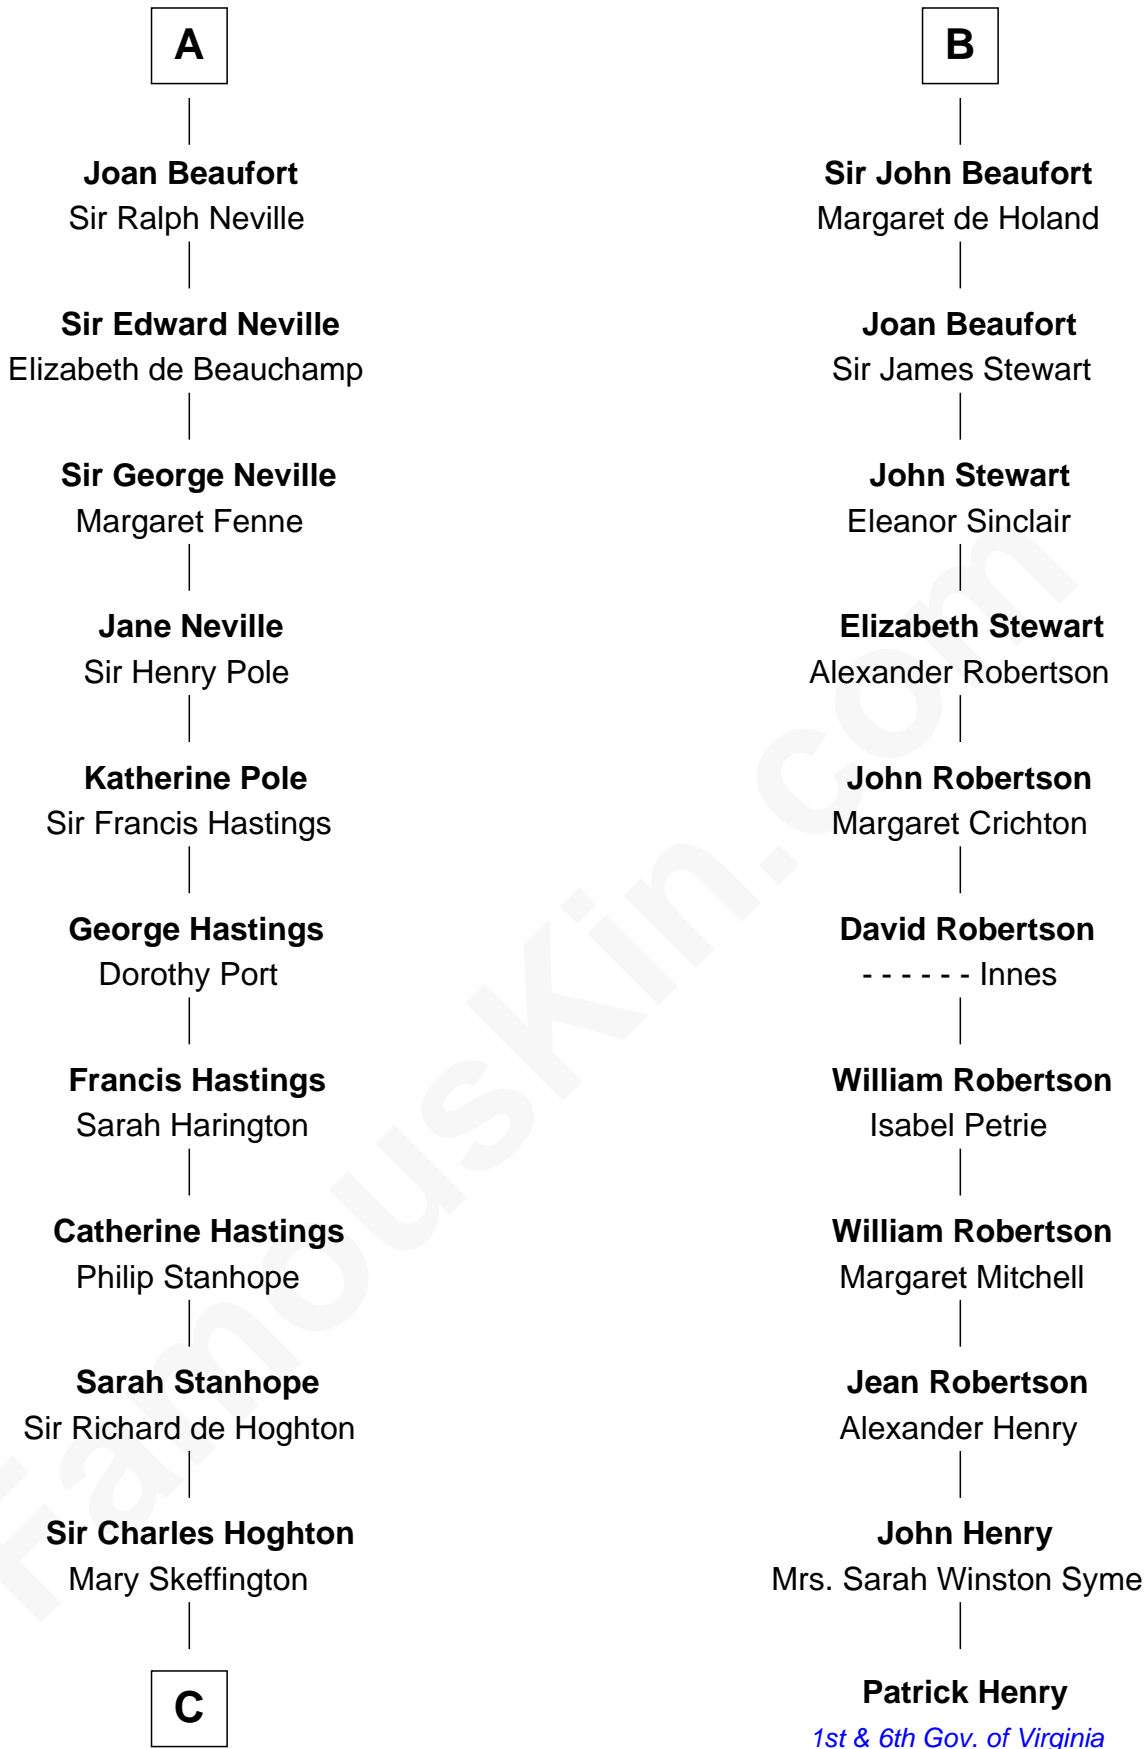 A
Joan Beaufort
Sir Ralph Neville
Sir Edward Neville
Elizabeth de Beauchamp
Sir George Neville
Margaret Fenne
Jane Neville
Sir Henry Pole
Katherine Pole
Sir Francis Hastings
George Hastings
Dorothy Port
Francis Hastings
Sarah Harington
Catherine Hastings
Philip Stanhope
Sarah Stanhope
Sir Richard de Hoghton
Sir Charles Hoghton
Mary Skeffington
C
B
Sir John Beaufort
Margaret de Holand
Joan Beaufort
Sir James Stewart
John Stewart
Eleanor Sinclair
Elizabeth Stewart
Alexander Robertson
John Robertson
Margaret Crichton
David Robertson
- - - - - - Innes
William Robertson
Isabel Petrie
William Robertson
Margaret Mitchell
Jean Robertson
Alexander Henry
John Henry
Mrs. Sarah Winston Syme
Patrick Henry
1st & 6th Gov. of Virginia
FamousKin.com